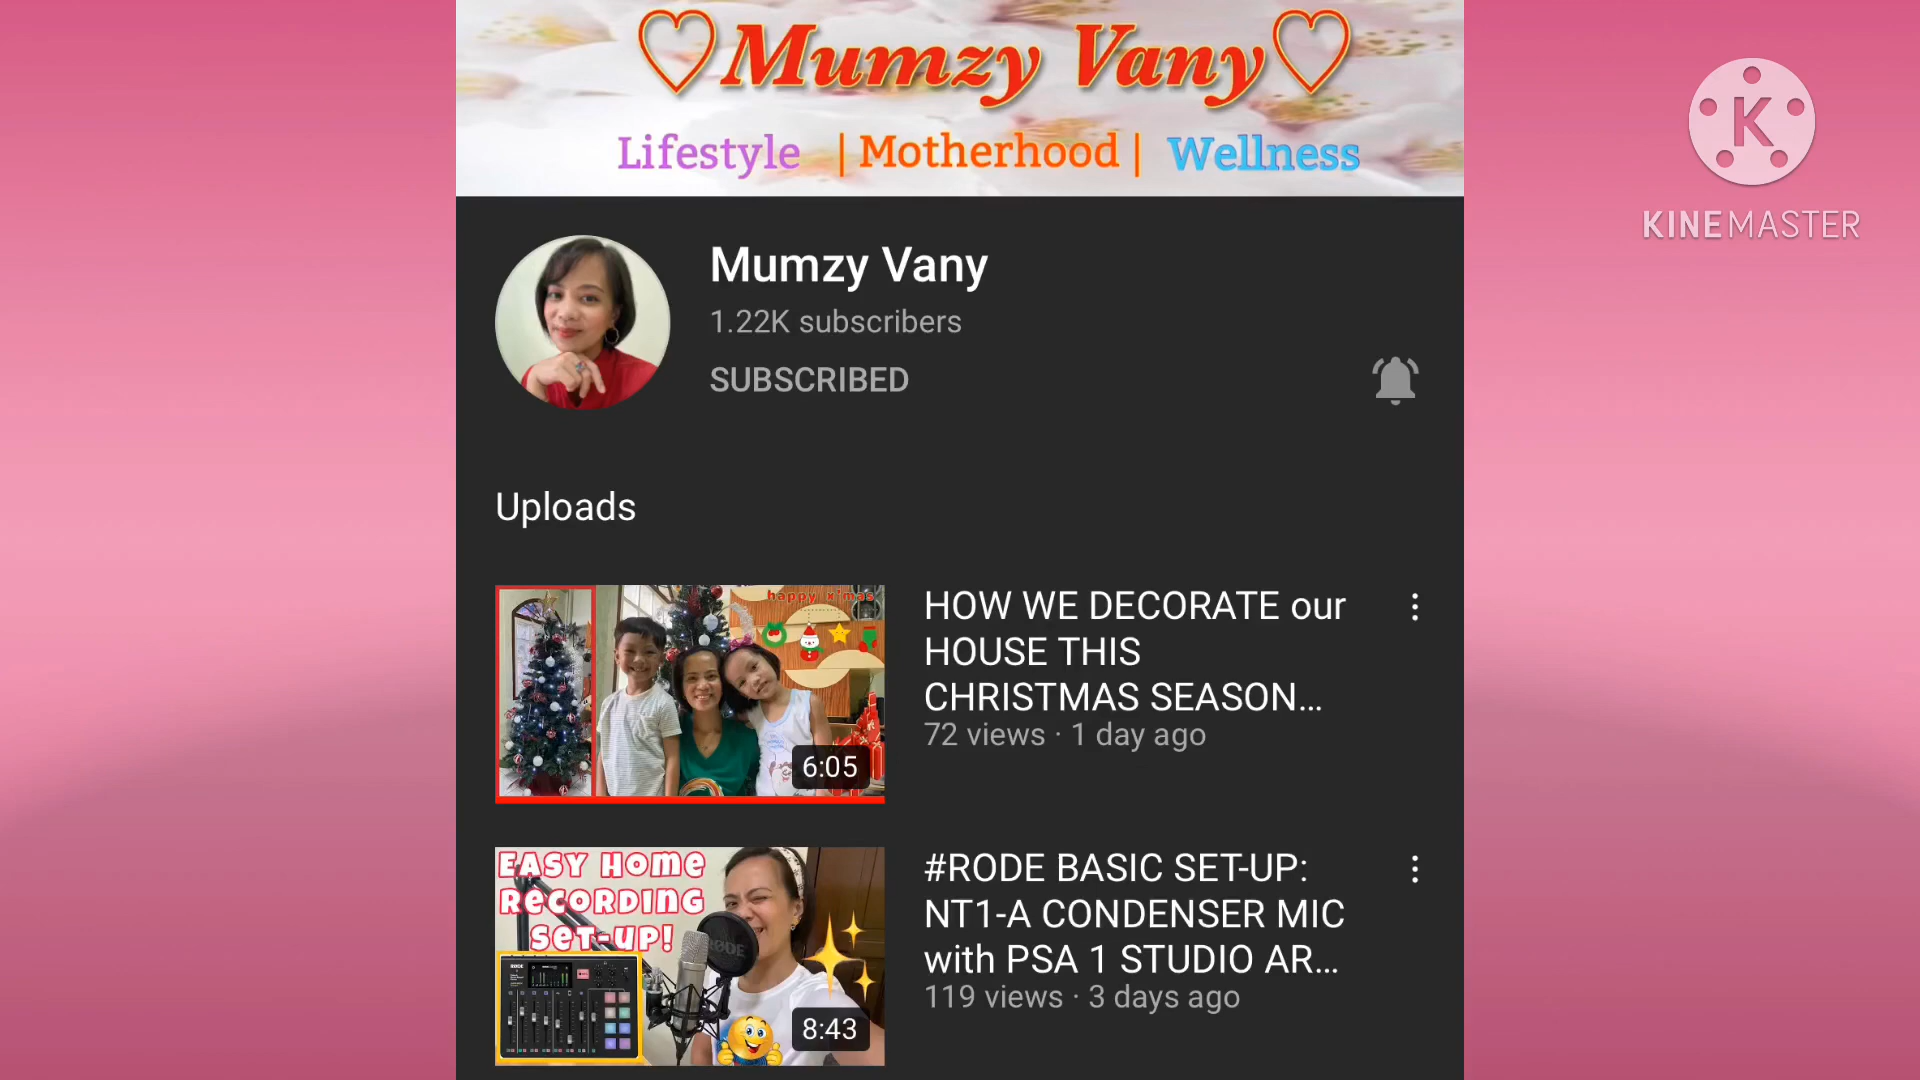 ♡Mumzy Vany♡
Lifestyle | Motherhood | Wellness
K
KINEMASTER
Mumzy Vany
1.22K subscribers
SUBSCRIBED
Uploads
happy x'mas
6:05
HOW WE DECORATE our
HOUSE THIS
CHRISTMAS SEASON...
72 views · 1 day ago
EASY HOME
RECORDING
SET-UP!
RØDE
RØDE
8:43
#RODE BASIC SET-UP:
NT1-A CONDENSER MIC
with PSA 1 STUDIO AR...
119 views · 3 days ago